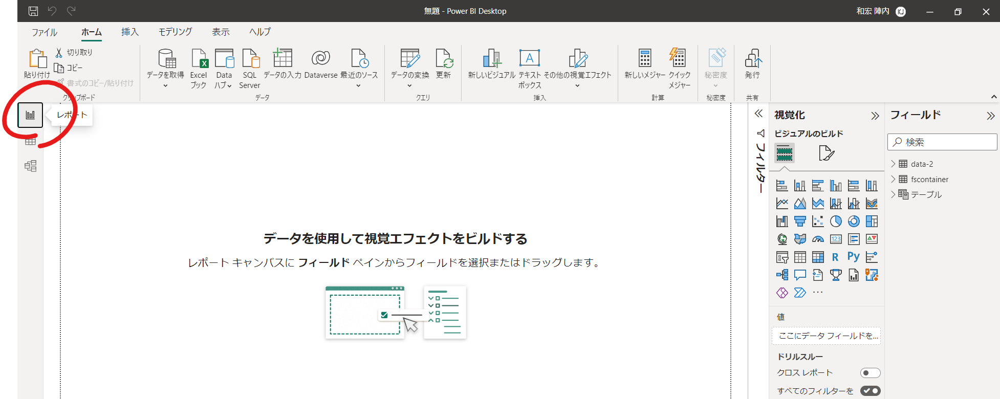 無題 - Power BI Desktop
和宏 陣内
KJ
ファイル
ホーム
挿入
モデリング
表示
ヘルプ
貼り付け
切り取り
コピー
書式のコピー/貼り付け
クリップボード
データを取得
Excel
ブック
Data
ハブ
SQL
Server
データの入力
Dataverse
最近のソース
データ
データの変換
更新
クエリ
新しいビジュアル
テキスト
ボックス
その他の視覚エフェクト
挿入
新しいメジャー
クイック
メジャー
計算
秘密度
秘密度
発行
共有
レポート
データを使用して視覚エフェクトをビルドする
レポート キャンバスに フィールド ペインからフィールドを選択またはドラッグします。
フィルター
視覚化
ビジュアルのビルド
123
R
Py
値
ここにデータ フィールドを...
ドリルスルー
クロス レポート
すべてのフィルターを
フィールド
検索
data-2
fscontainer
テーブル